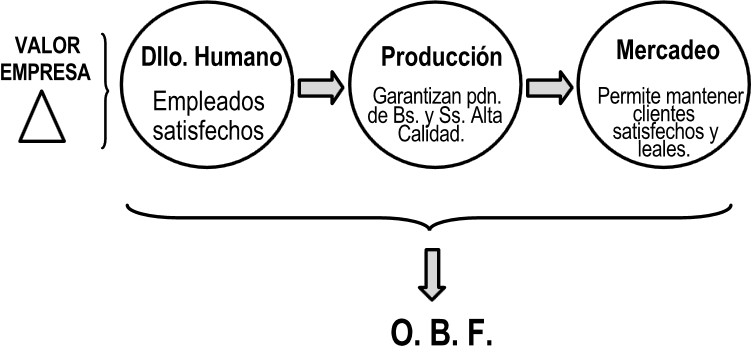 VALOR
EMPRESA
Dllo. Humano
Empleados
satisfechos
Producción
Garantizan pdn.
de Bs. y Ss. Alta
Calidad.
Mercadeo
Permite mantener
clientes
satisfechos y
leales.
O. B. F.